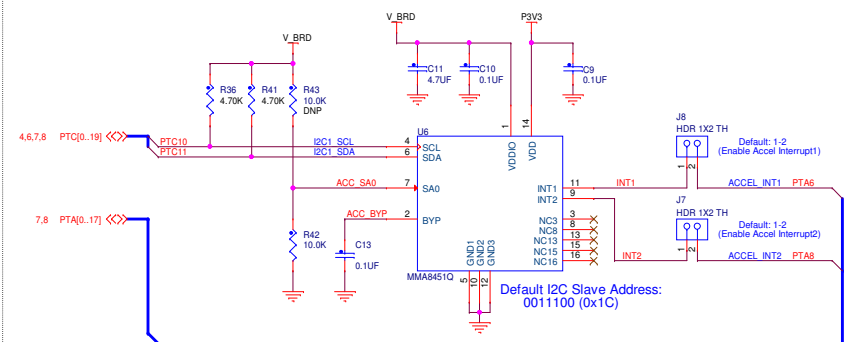 V_BRD
P3V3
V_BRD
C11
4.7UF
C10
0.1UF
C9
0.1UF
R36
4.70K
R41
4.70K
R43
10.0K
DNP
J8
HDR 1X2 TH
Default: 1-2
(Enable Accel Interrupt1)
1
2
4,6,7,8 PTC[0..19]
PTC10
I2C1_SCL
PTC11
I2C1_SDA
U6
1
14
VDDIO
VDD
4
SCL
6
SDA
7
SA0
2
BYP
ACC_SA0
ACC_BYP
INT1
11
INT2
9
NC3
3
NC8
8
NC13
13
NC15
15
NC16
16
GND1
GND2
GND3
5
10
12
MMA8451Q
INT1
ACCEL_INT1 PTA6
J7
HDR 1X2 TH
Default: 1-2
(Enable Accel Interrupt2)
1
2
INT2
ACCEL_INT2 PTA8
7,8 PTA[0..17]
R42
10.0K
C13
0.1UF
Default I2C Slave Address:
0011100 (0x1C)